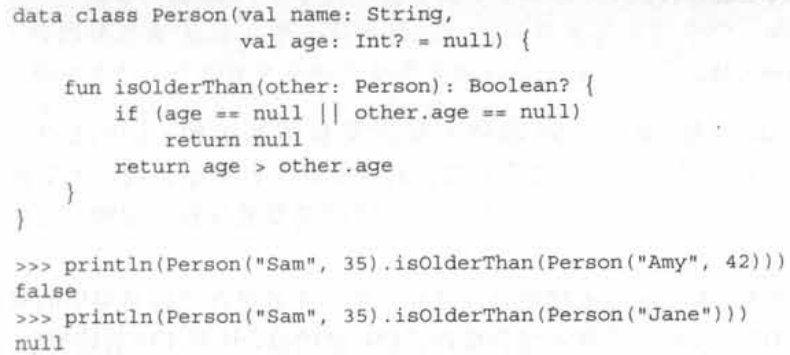 data class Person(val name: String,
                  val age: Int? = null) {
    fun isOlderThan(other: Person): Boolean? {
        if (age == null || other.age == null)
            return null
        return age > other.age
    }
}
>>> println(Person("Sam", 35).isOlderThan(Person("Amy", 42)))
false
>>> println(Person("Sam", 35).isOlderThan(Person("Jane")))
null